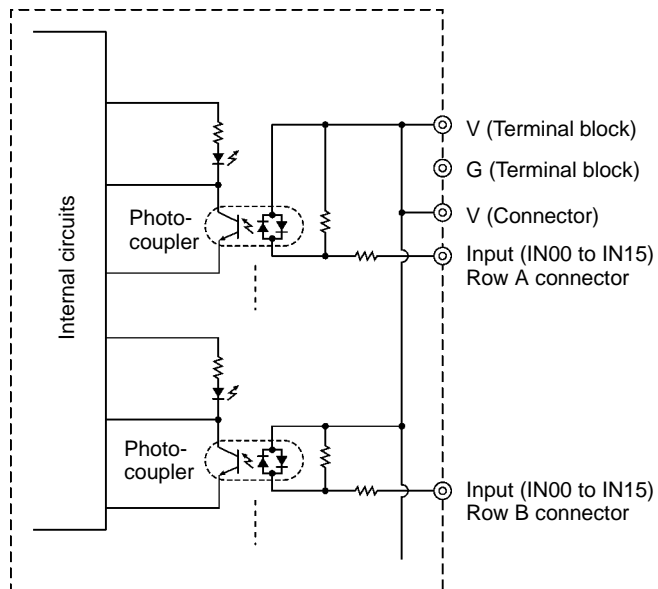 V (Terminal block)
G (Terminal block)
Photo-
coupler
V (Connector)
Internal circuits
Input (IN00 to IN15)
Row A connector
Photo-
coupler
Input (IN00 to IN15)
Row B connector